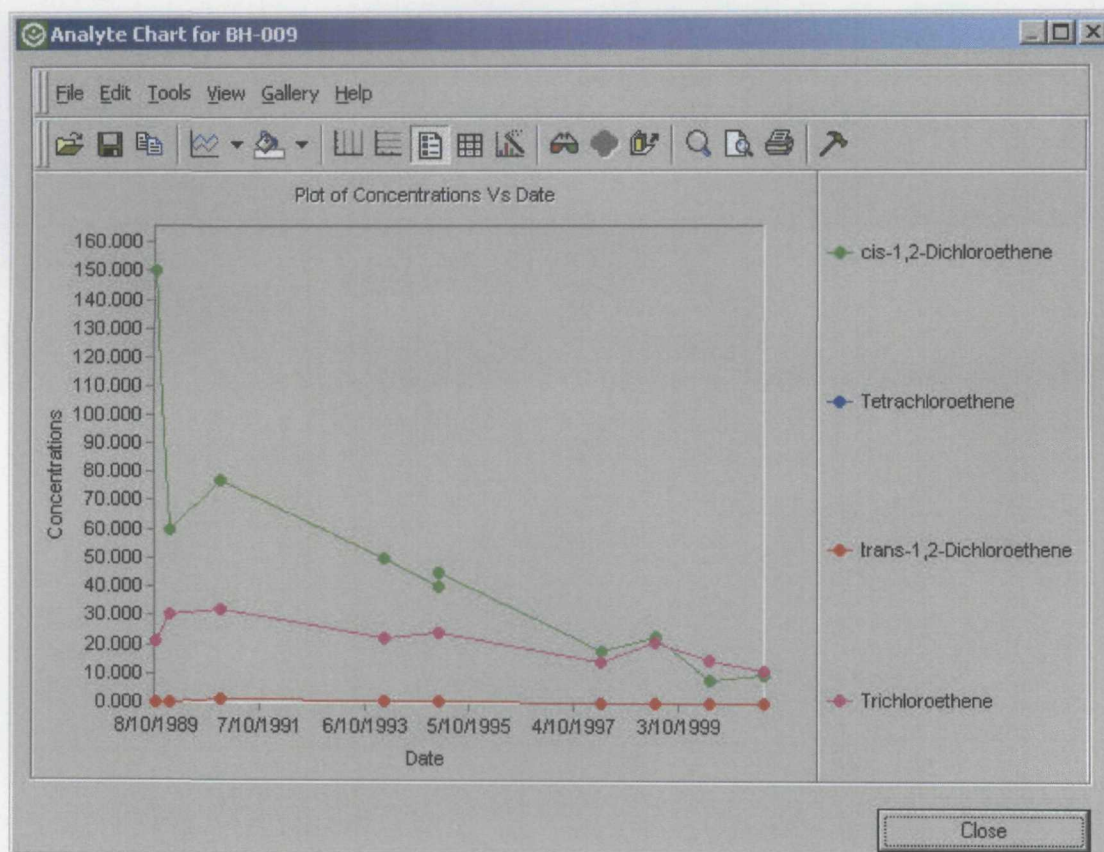 Analyte Chart for BH-009
File Edit Tools View Gallery Help
Plot of Concentrations Vs Date
160.000
150.000
140.000
130.000
120.000
110.000
100.000
90.000
80.000
70.000
60.000
50.000
40.000
30.000
20.000
10.000
0.000
Concentrations
8/10/1989 7/10/1991 6/10/1993 5/10/1995 4/10/1997 3/10/1999
Date
cis-1,2-Dichloroethene
Tetrachloroethene
trans-1,2-Dichloroethene
Trichloroethene
Close